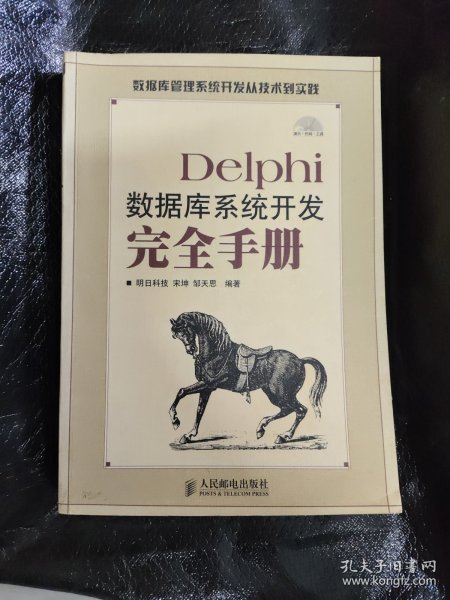 数据库管理系统开发从技术到实践
Delphi
数据库系统开发
完全手册
■ 明日科技 宋坤 邹天思 编著
人民邮电出版社
POSTS & TELECOM PRESS
孔夫子旧书网
www.kongfz.com